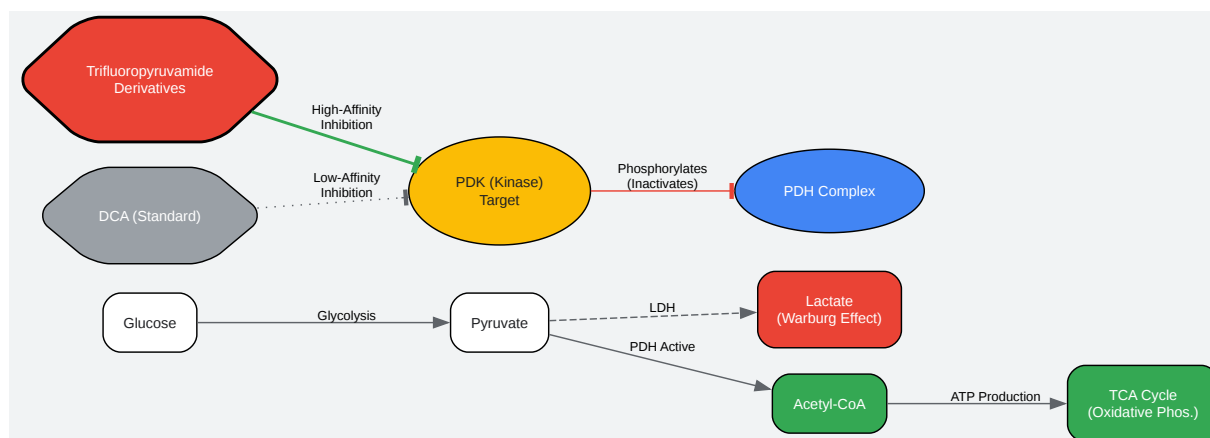 Trifluoropyruvamide
Derivatives
High-Affinity
Inhibition
Low-Affinity
Inhibition
DCA (Standard)
PDK (Kinase)
Target
Phosphorylates
(Inactivates)
PDH Complex
Glucose
Glycolysis
Pyruvate
LDH
Lactate
(Warburg Effect)
PDH Active
Acetyl-CoA
ATP Production
TCA Cycle
(Oxidative Phos.)